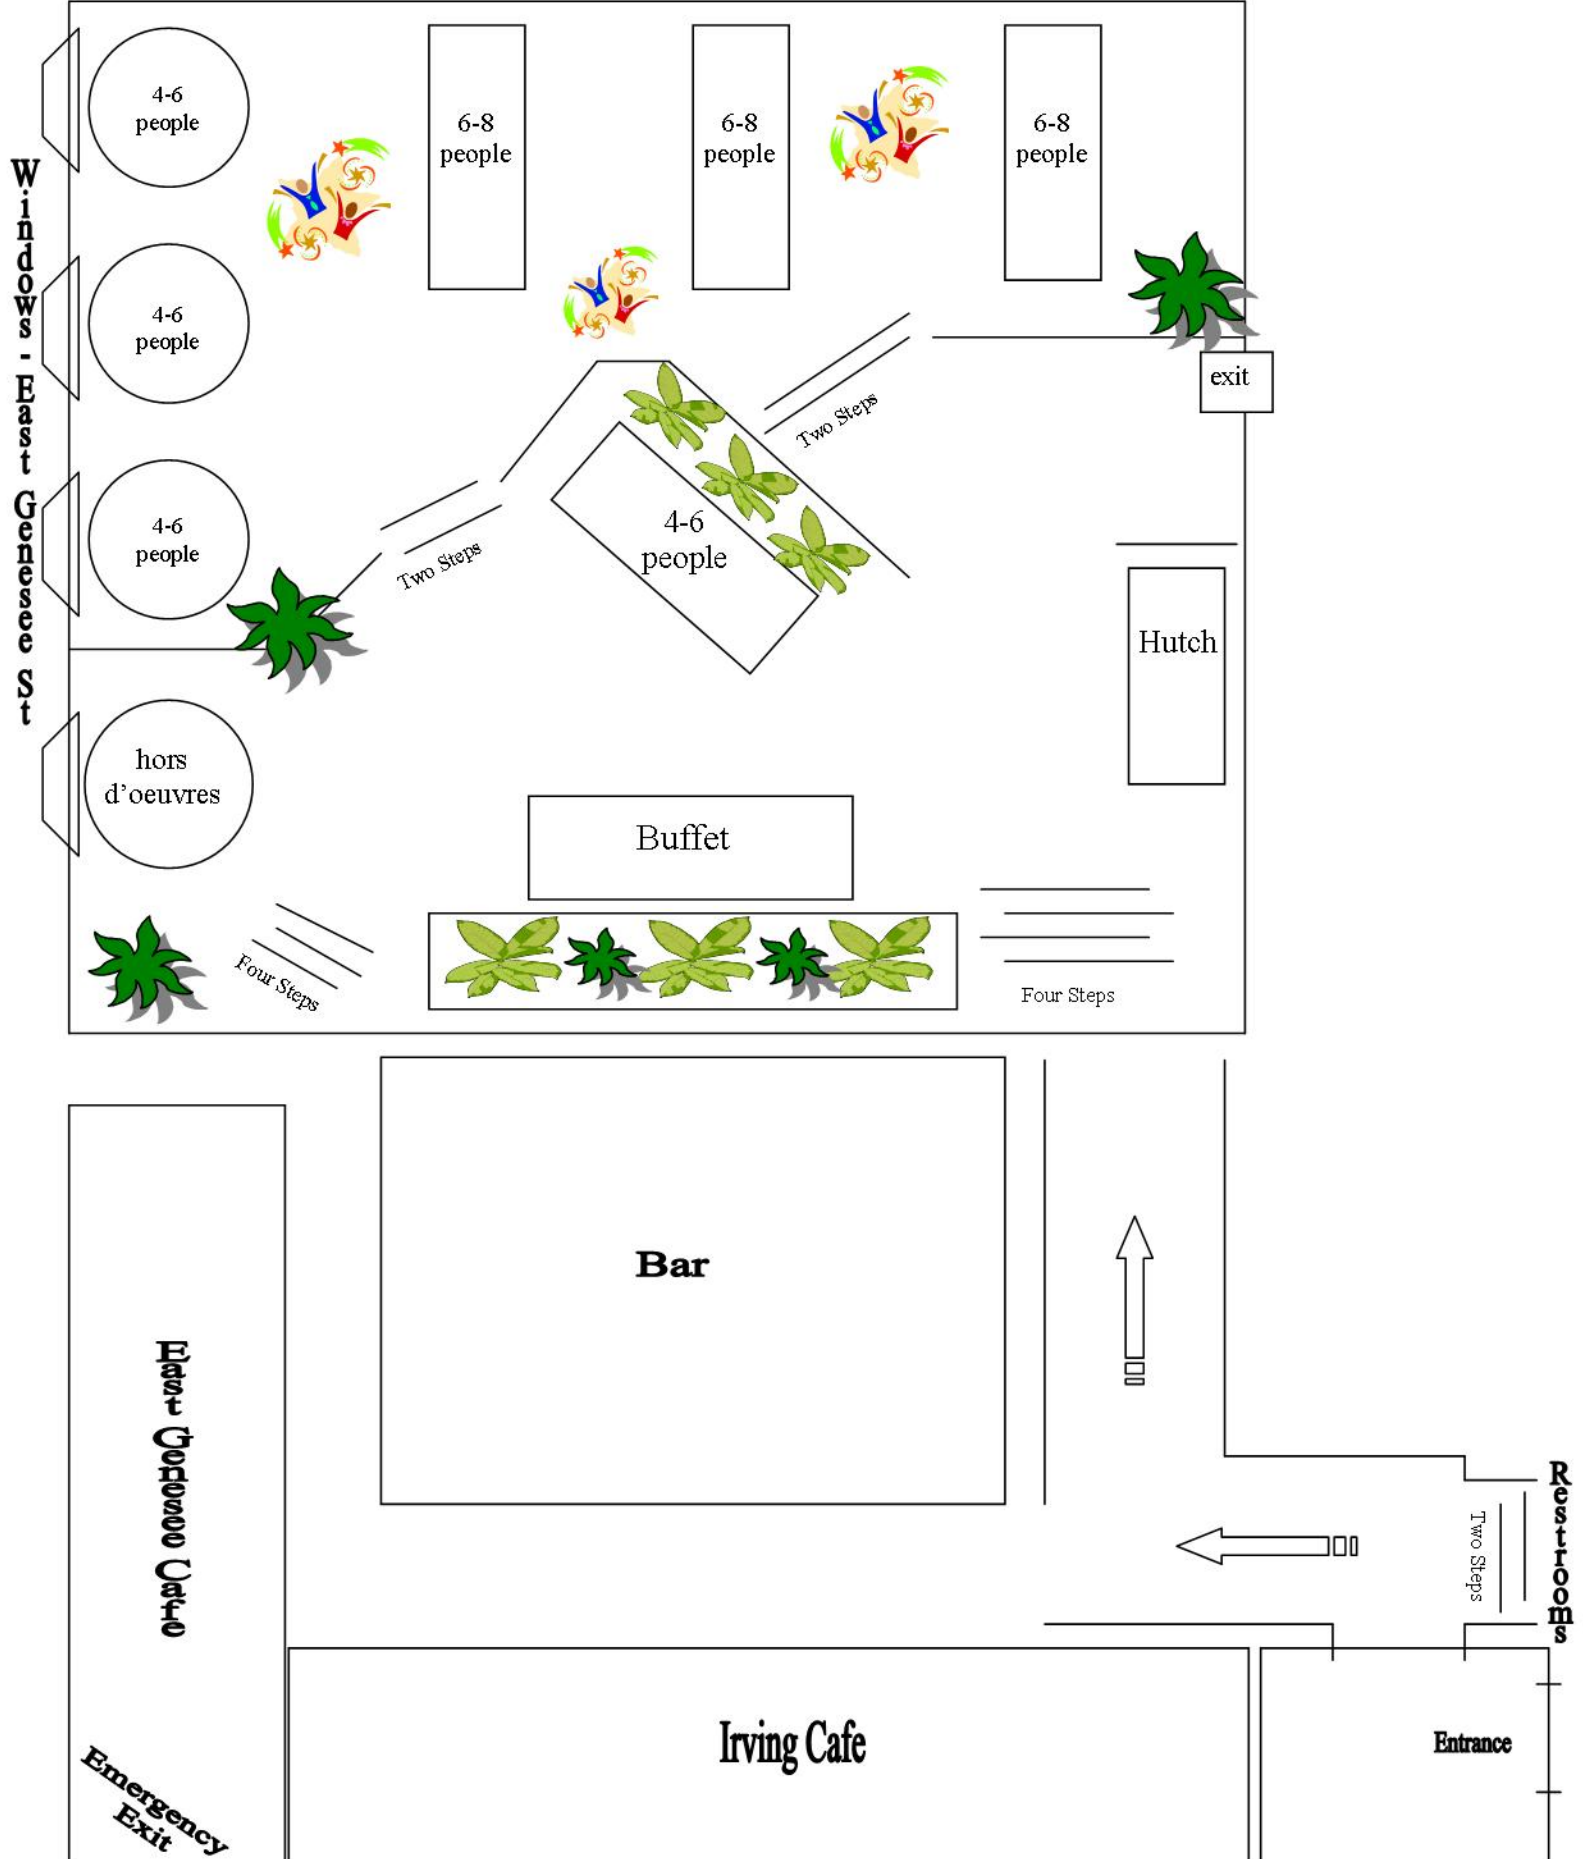 4-6
people
6-8
people
6-8
people
6-8
people
Windows - East Genesee St
4-6
people
exit
Two Steps
4-6
people
Two Steps
4-6
people
Hutch
hors
d'oeuvres
Buffet
Four Steps
Four Steps
Bar
East Genesee Cafe
Restrooms
Two Steps
Irving Cafe
Entrance
Emergency
Exit